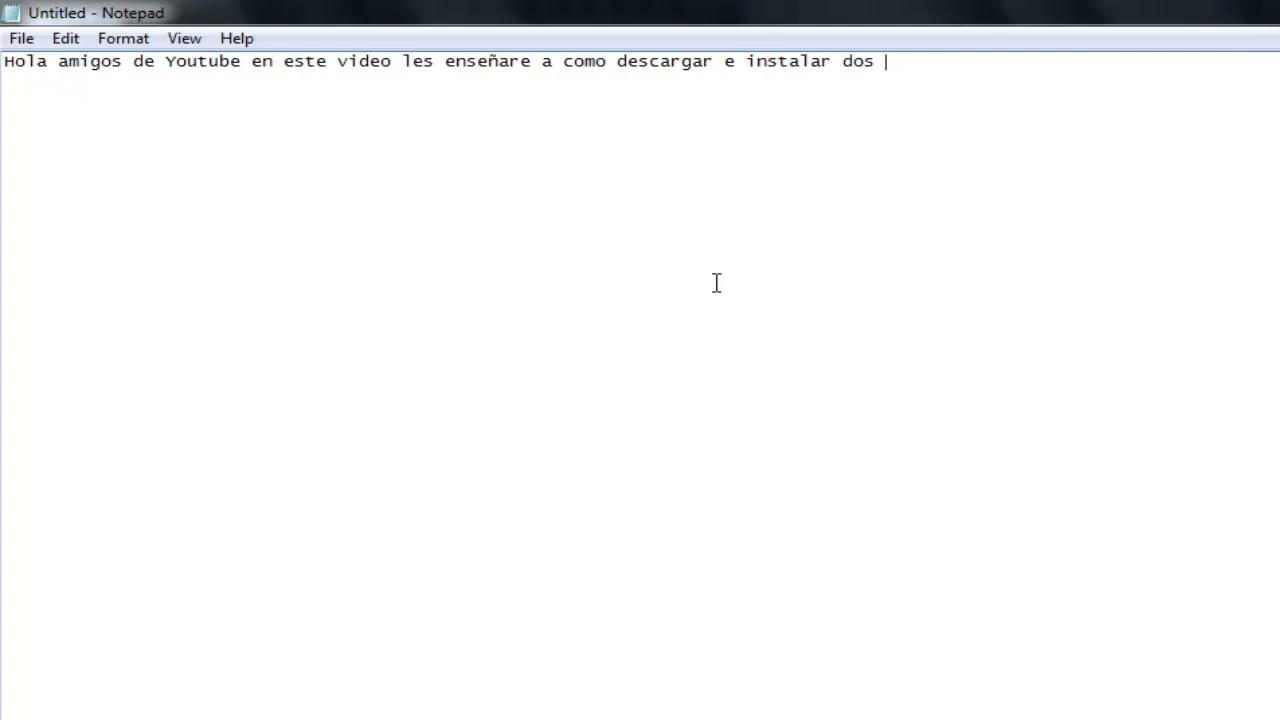 Untitled - Notepad
File Edit Format View Help
Hola amigos de Youtube en este video les enseñare a como descargar e instalar dos